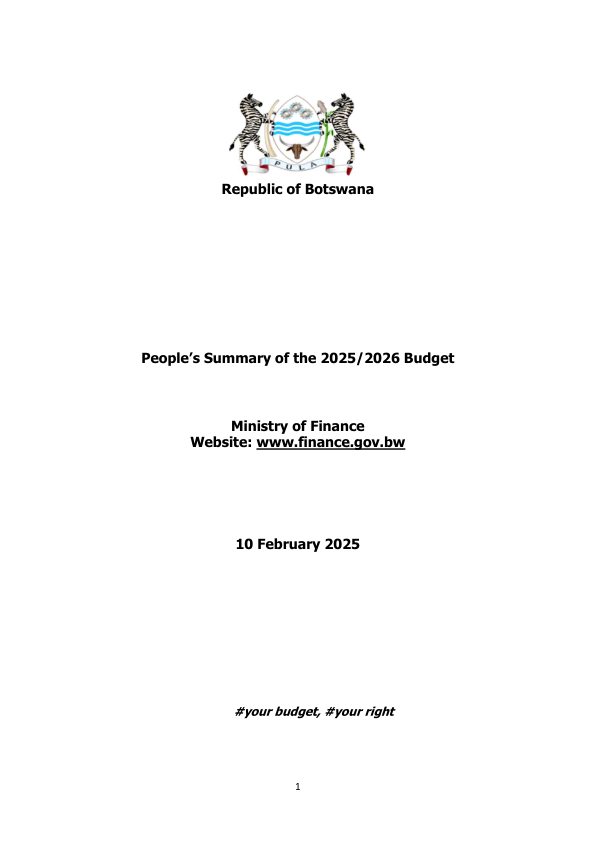 PULA
Republic of Botswana
People’s Summary of the 2025/2026 Budget
Ministry of Finance
Website: www.finance.gov.bw
10 February 2025
#your budget, #your right
1